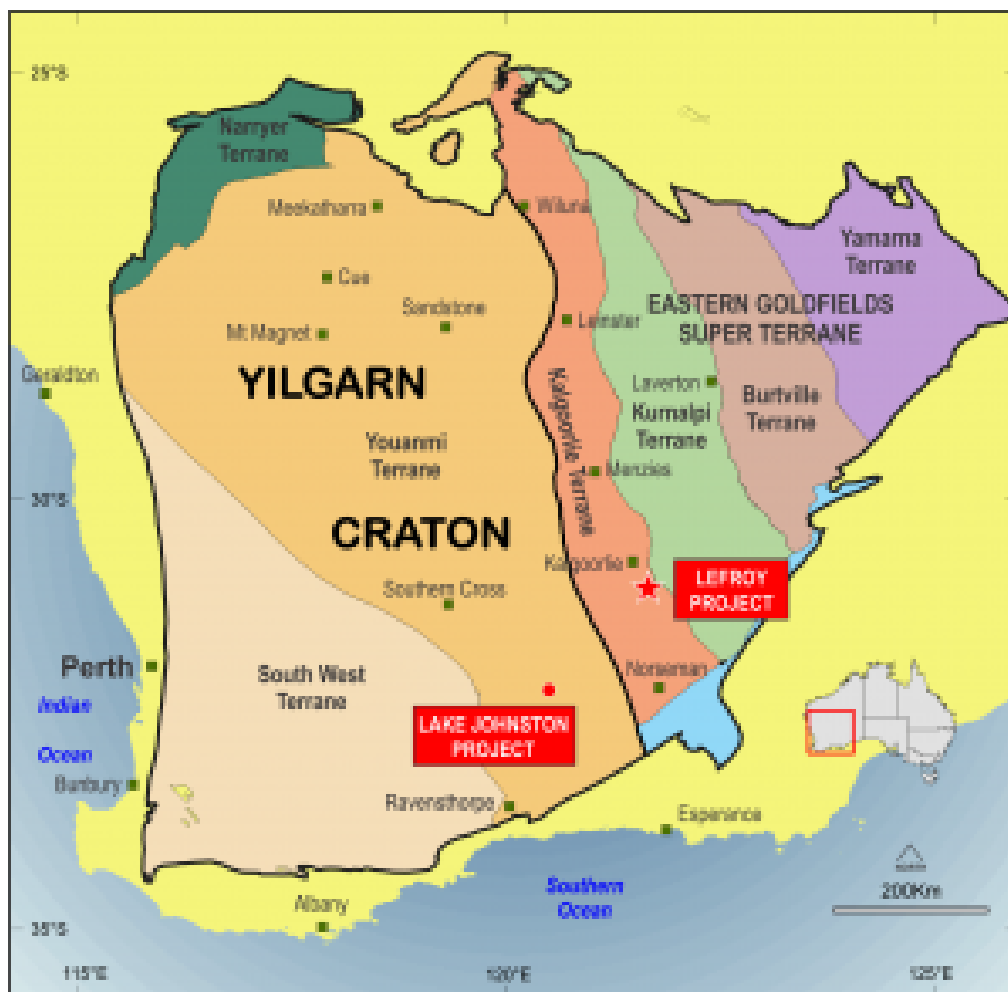 25°S
Narryer
Terrane
Meekatharra
Wiluna
Yamarna
Terrane
Cue
Sandstone
Leinster
EASTERN GOLDFIELDS
SUPER TERRANE
Mt Magnet
Geraldton
YILGARN
Laverton
Burtville
Terrane
Kurnalpi
Terrane
Kalgoorlie Terrane
Youanmi
Terrane
Menzies
30°S
CRATON
Kalgoorlie
LEFROY
PROJECT
Southern Cross
Perth
South West
Terrane
Norseman
Indian
Ocean
LAKE JOHNSTON
PROJECT
Bunbury
Ravensthorpe
Esperance
Southern
Ocean
200Km
Albany
35°S
115°E
120°E
125°E